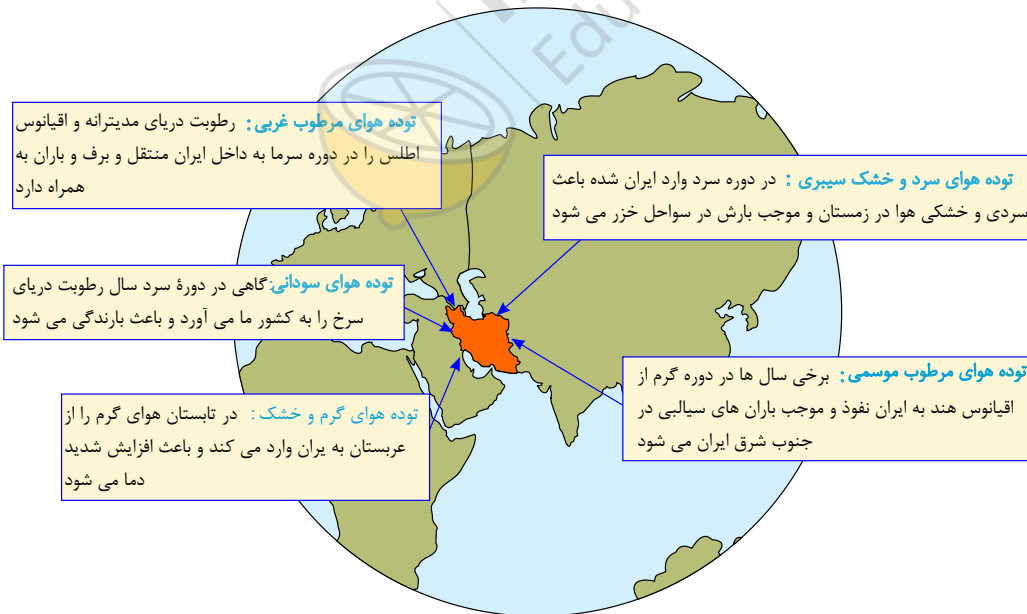 توده هوای مرطوب غربی: رطوبت دریای مدیترانه و اقیانوس
اطلس را در دوره سرما به داخل ایران منتقل و برف و باران به
همراه دارد
توده هوای سرد و خشک سیبری : در دوره سرد وارد ایران شده باعث
سردی و خشکی هوا در زمستان و موجب بارش در سواحل خزر می شود
توده هوای سودانی:گاهی در دورۀ سرد سال رطوبت دریای
سرخ را به کشور ما می آورد و باعث بارندگی می شود
توده هوای مرطوب موسمی: برخی سال ها در دوره گرم از
اقیانوس هند به ایران نفوذ و موجب باران های سیالبی در
جنوب شرق ایران می شود
توده هوای گرم و خشک: در تابستان هوای گرم را از
عربستان به یران وارد می کند و باعث افزایش شدید
دما می شود